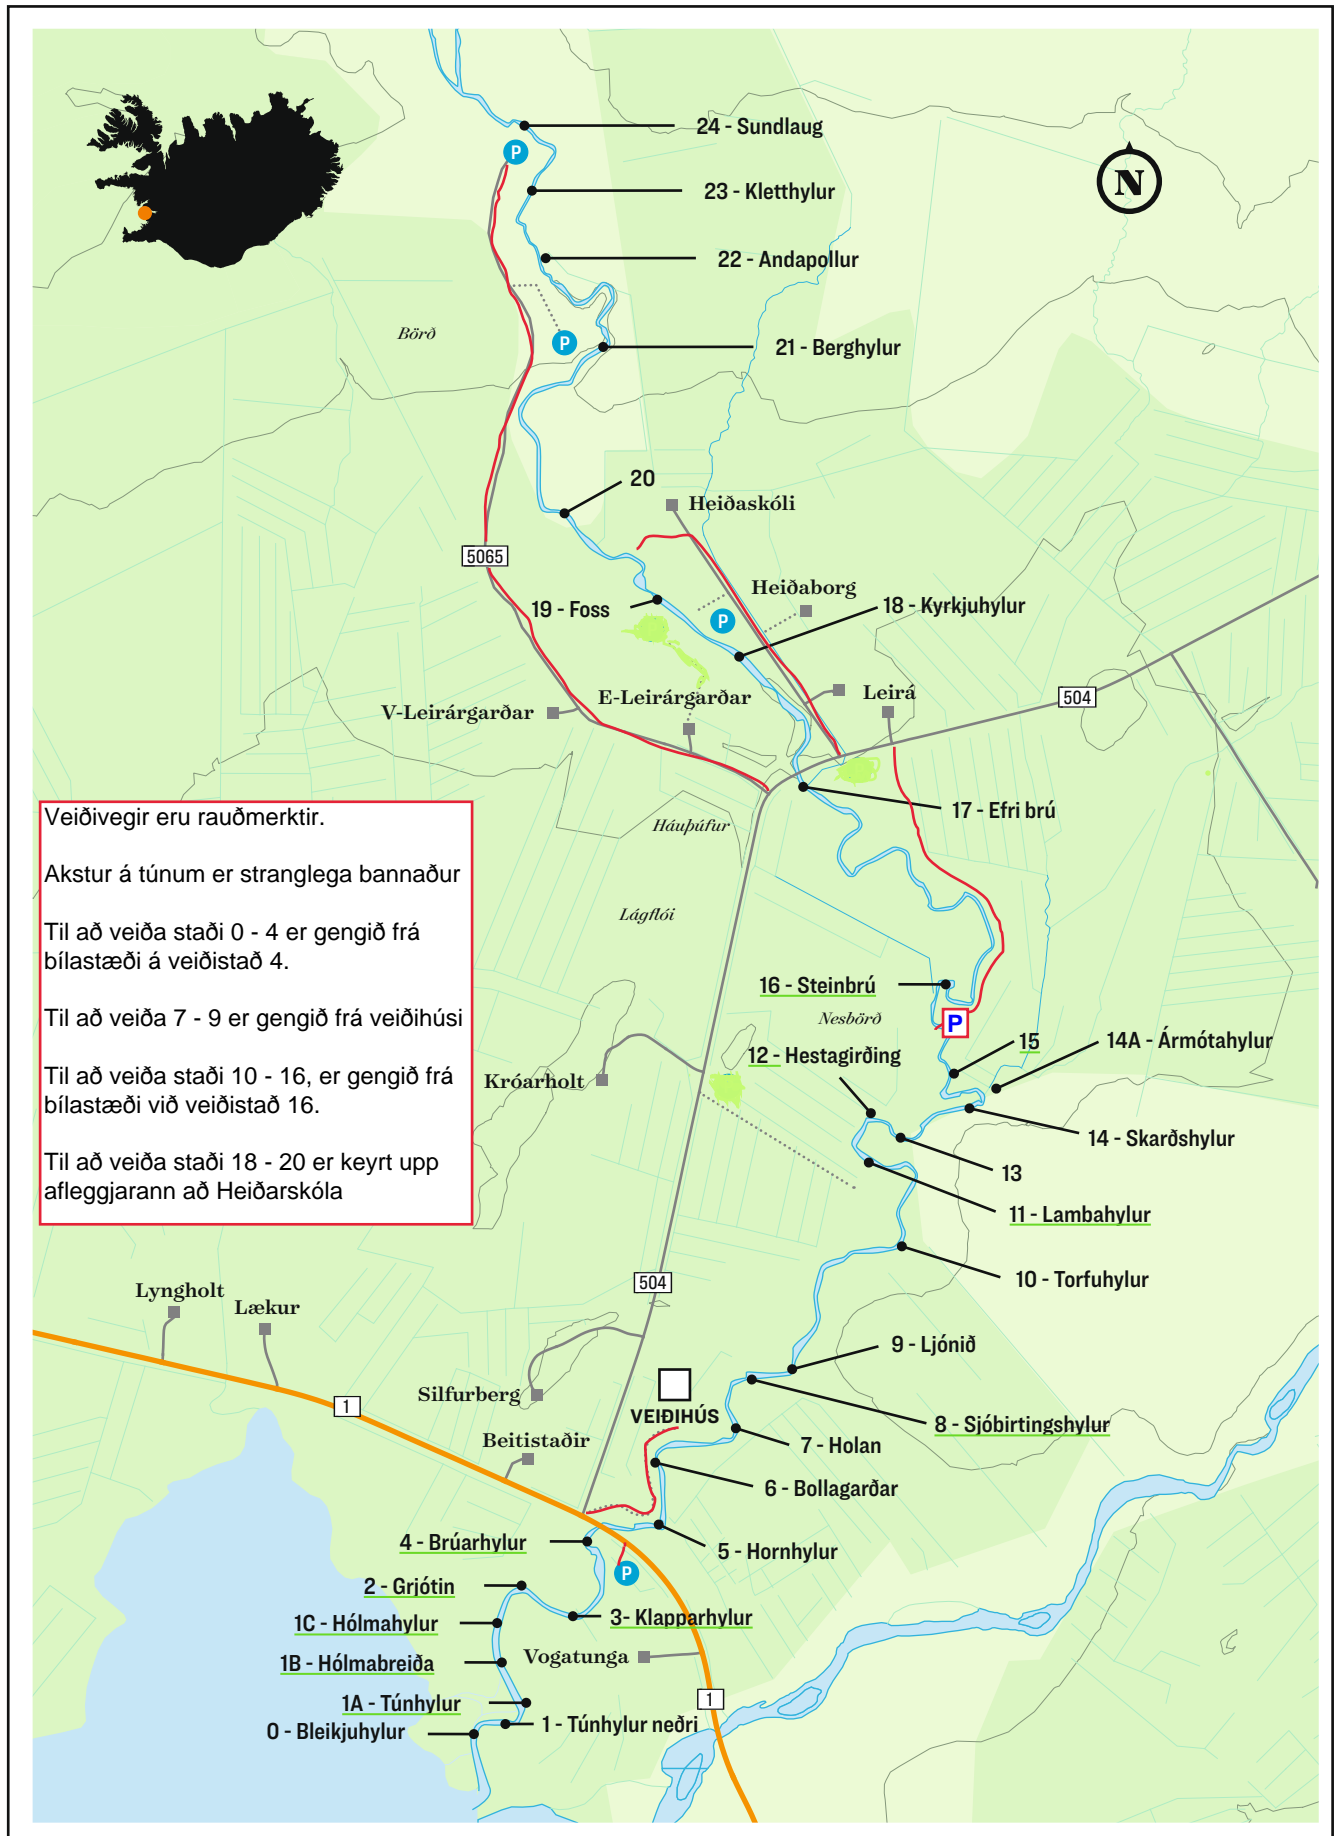 24 - Sundlaug
P
N
23 - Kletthylur
22 - Andapollur
Börð
P
21 - Berghylur
20
Heiðaskóli
5065
Heiðaborg
19 - Foss
18 - Kyrkjuhylur
P
E-Leirárgarðar
Leirá
504
V-Leirárgarðar
17 - Efri brú
Háuþúfur
Veiðivegir eru rauðmerktir.
Akstur á túnum er stranglega bannaður
Til að veiða staði 0 - 4 er gengið frá
bílastæði á veiðistað 4.
Til að veiða 7 - 9 er gengið frá veiðihúsi
Til að veiða staði 10 - 16, er gengið frá
bílastæði við veiðistað 16.
Til að veiða staði 18 - 20 er keyrt upp
afleggjarann að Heiðarskóla
Lágflói
16 - Steinbrú
Nesbörð
P
15
14A - Ármótahylur
12 - Hestagirðing
Króarholt
14 - Skarðshylur
13
11 - Lambahylur
10 - Torfuhylur
504
Lyngholt
Lækur
9 - Ljónið
Silfurberg
1
VEIÐIHÚS
8 - Sjóbirtingshylur
Beitistaðir
7 - Holan
6 - Bollagarðar
4 - Brúarhylur
5 - Hornhylur
P
2 - Grjótin
1C - Hólmahylur
3- Klapparhylur
1B - Hólmabreiða
Vogatunga
1A - Túnhylur
1
0 - Bleikjuhylur
1 - Túnhylur neðri